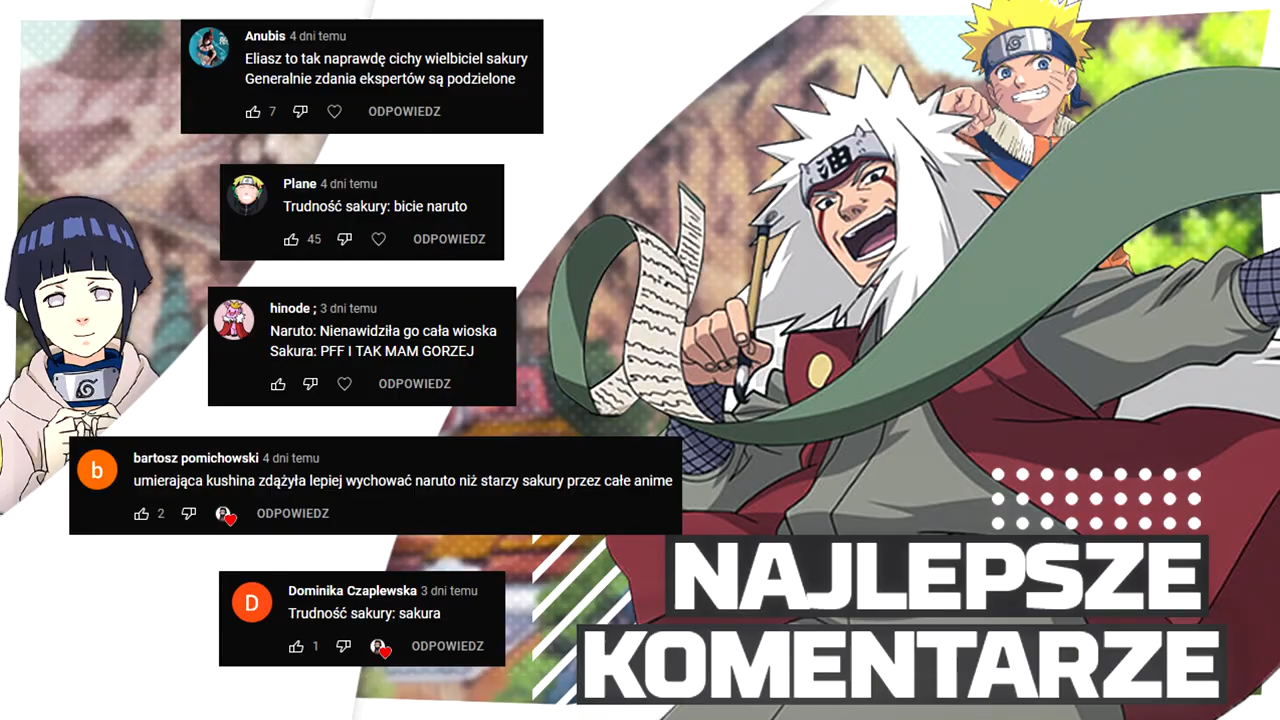 Anubis 4 dni temu
Eliasz to tak naprawdę cichy wielbiciel sakury
Generalnie zdania ekspertów są podzielone
7 ODPOWIEDZ
Plane 4 dni temu
Trudność sakury: bicie naruto
45 ODPOWIEDZ
hinode ; 3 dni temu
Naruto: Nienawidziła go cała wioska
Sakura: PFF I TAK MAM GORZEJ
ODPOWIEDZ
b
bartosz pomichowski 4 dni temu
umierająca kushina zdążyła lepiej wychować naruto niż starzy sakury przez całe anime
2 ODPOWIEDZ
D
Dominika Czaplewska 3 dni temu
Trudność sakury: sakura
1 ODPOWIEDZ
油
NAJLEPSZE
KOMENTARZE